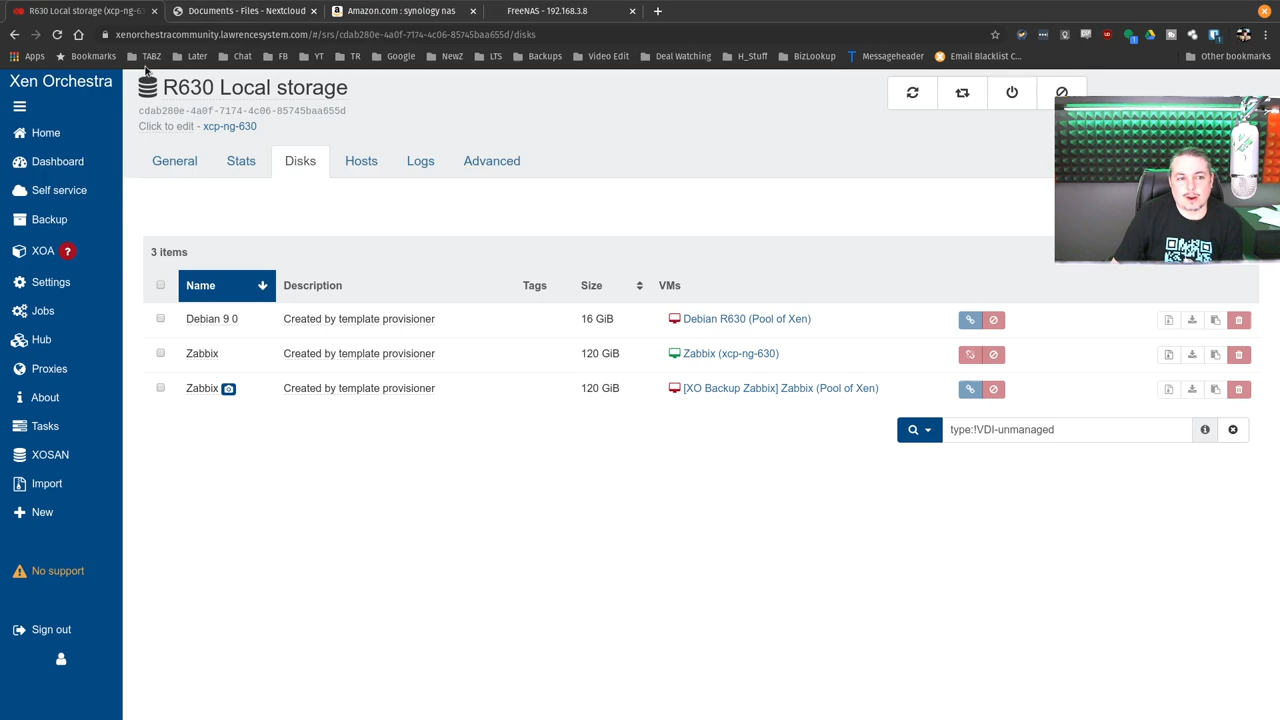 R630 Local storage (xcp-ng-63
Documents - Files - Nextcloud
Amazon.com : synology nas
FreeNAS - 192.168.3.8
xenorchestracommunity.lawrencesystem.com/#/srs/cdab280e-4a0f-7174-4c06-85745baa655d/disks
Apps
Bookmarks
TABZ
Later
Chat
FB
YT
TR
Google
NewZ
LTS
Backups
Video Edit
Deal Watching
H_Stuff
BizLookup
Messageheader
Email Blacklist C...
Other bookmarks
Xen Orchestra
Home
Dashboard
Self service
Backup
XOA ?
Settings
Jobs
Hub
Proxies
About
Tasks
XOSAN
Import
New
No support
Sign out
R630 Local storage
cdab280e-4a0f-7174-4c06-85745baa655d
Click to edit - xcp-ng-630
General
Stats
Disks
Hosts
Logs
Advanced
3 items
Name Description Tags Size VMs
Debian 9 0 Created by template provisioner 16 GiB Debian R630 (Pool of Xen)
Zabbix Created by template provisioner 120 GiB Zabbix (xcp-ng-630)
Zabbix Created by template provisioner 120 GiB [XO Backup Zabbix] Zabbix (Pool of Xen)
type:!VDI-unmanaged